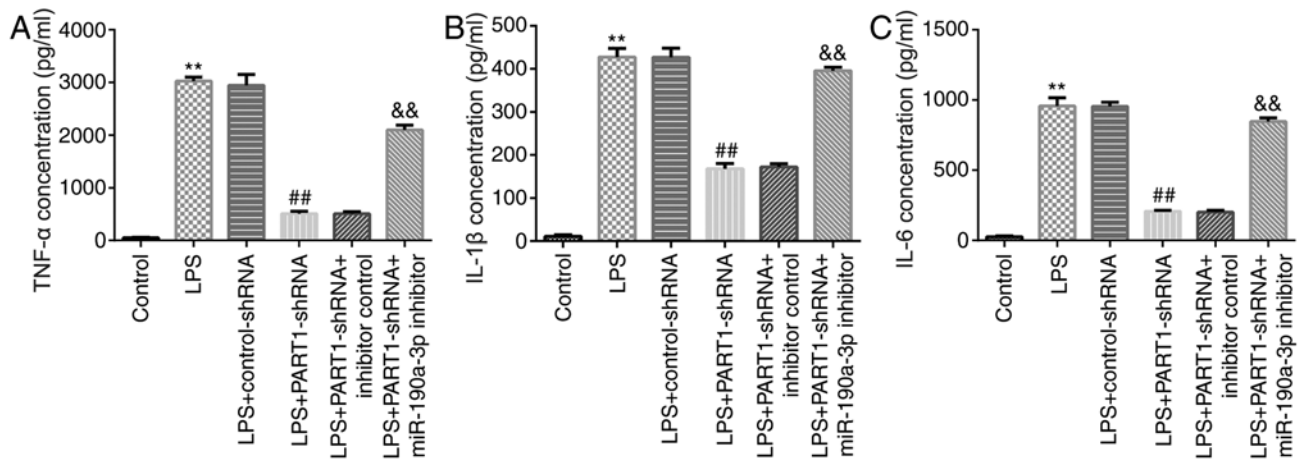 A
TNF-α concentration (pg/ml)
4000
3000
2000
1000
0
**
##
&&
Control
LPS
LPS+control-shRNA
LPS+PART1-shRNA
LPS+PART1-shRNA+
inhibitor control
LPS+PART1-shRNA+
miR-190a-3p inhibitor
B
IL-1β concentration (pg/ml)
500
400
300
200
100
0
**
##
&&
Control
LPS
LPS+control-shRNA
LPS+PART1-shRNA
LPS+PART1-shRNA+
inhibitor control
LPS+PART1-shRNA+
miR-190a-3p inhibitor
C
IL-6 concentration (pg/ml)
1500
1000
500
0
**
##
&&
Control
LPS
LPS+control-shRNA
LPS+PART1-shRNA
LPS+PART1-shRNA+
inhibitor control
LPS+PART1-shRNA+
miR-190a-3p inhibitor